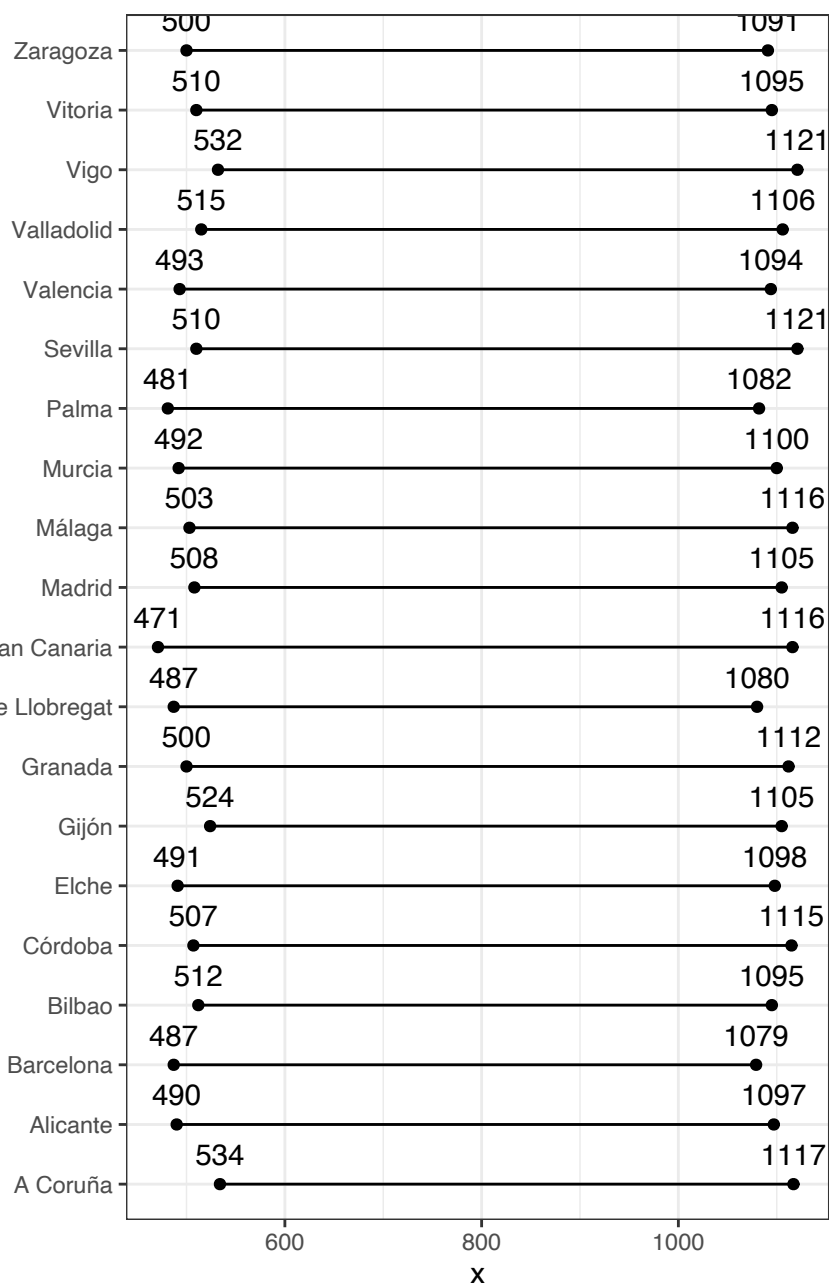 500 1091
Zaragoza
510 1095
Vitoria
532 1121
Vigo
515 1106
Valladolid
493 1094
Valencia
510 1121
Sevilla
481 1082
Palma
492 1100
Murcia
503 1116
Málaga
508 1105
Madrid
471 1116
an Canaria
487 1080
e Llobregat
500 1112
Granada
524 1105
Gijón
491 1098
Elche
507 1115
Córdoba
512 1095
Bilbao
487 1079
Barcelona
490 1097
Alicante
534 1117
A Coruña
600 800 1000
x